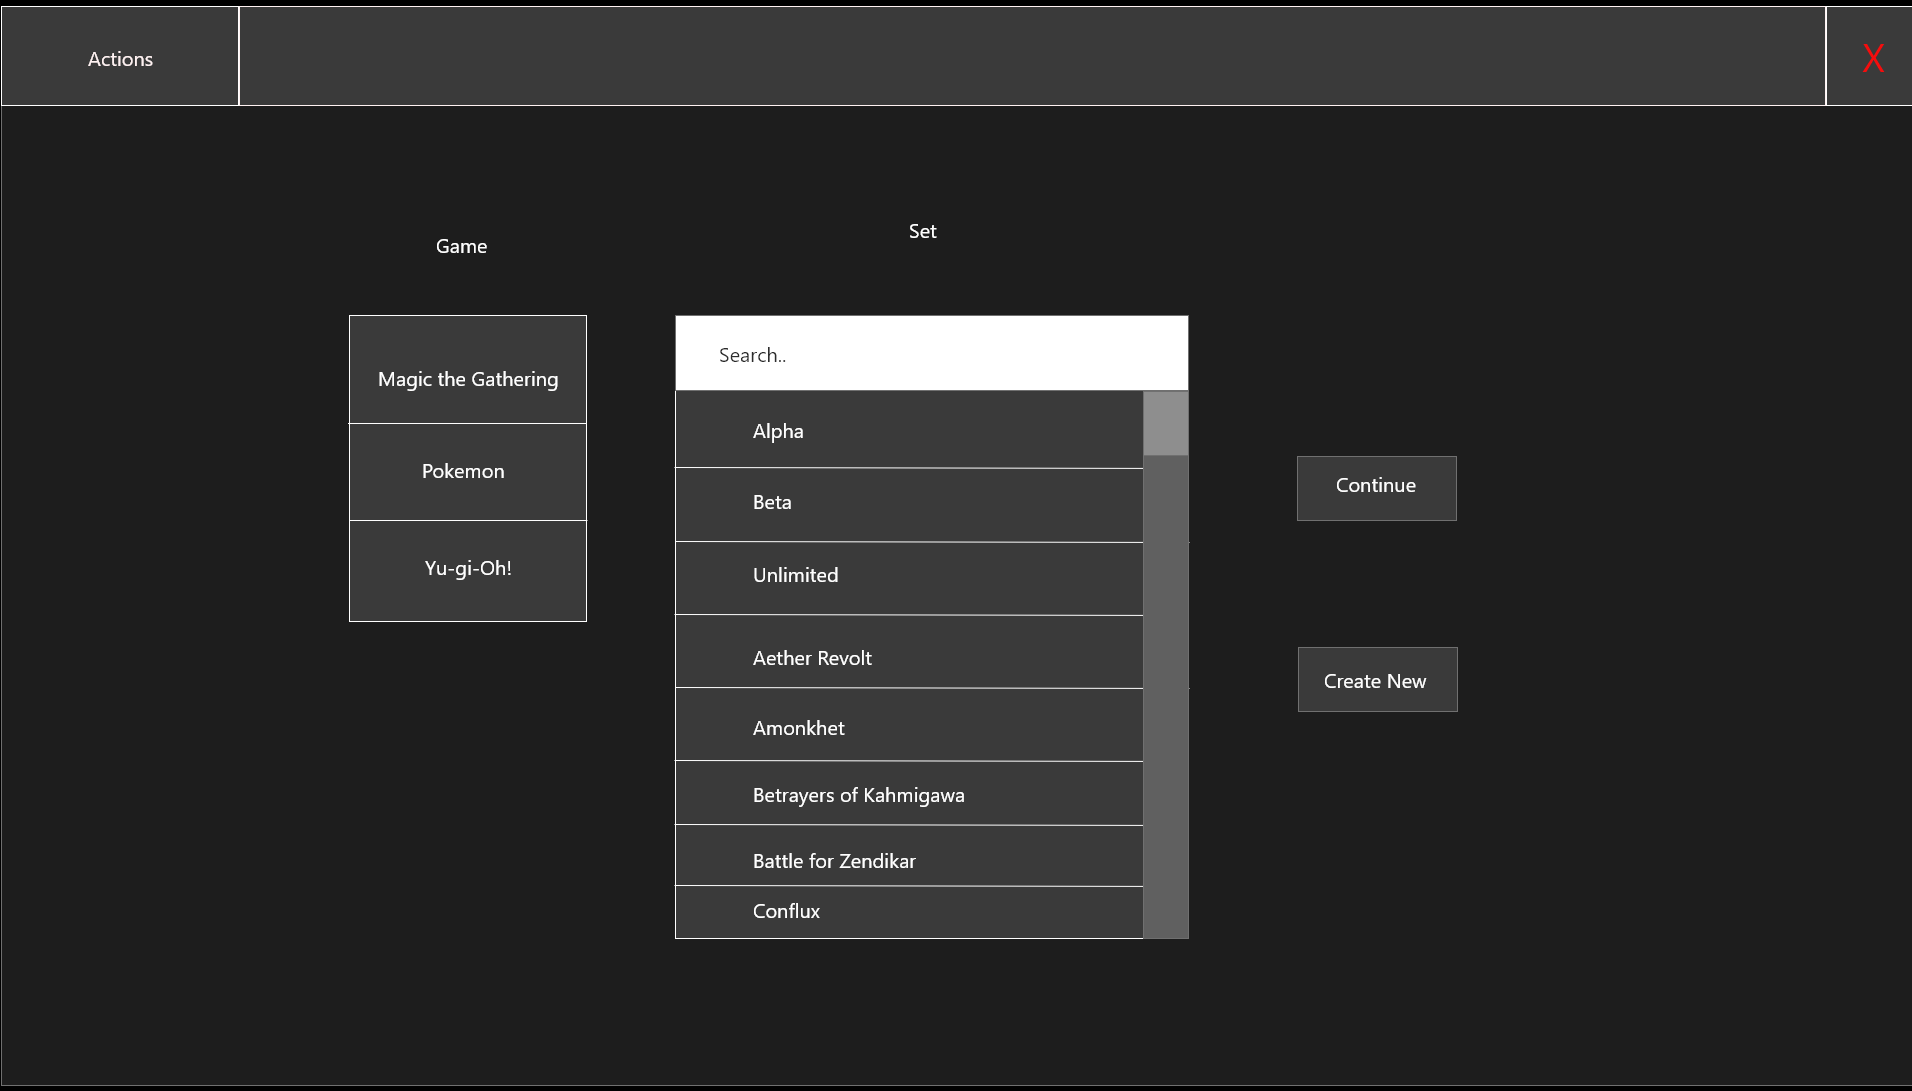 Actions
X
Game
Set
Magic the Gathering
Pokemon
Yu-gi-Oh!
Search..
Alpha
Beta
Unlimited
Aether Revolt
Amonkhet
Betrayers of Kahmigawa
Battle for Zendikar
Conflux
Continue
Create New